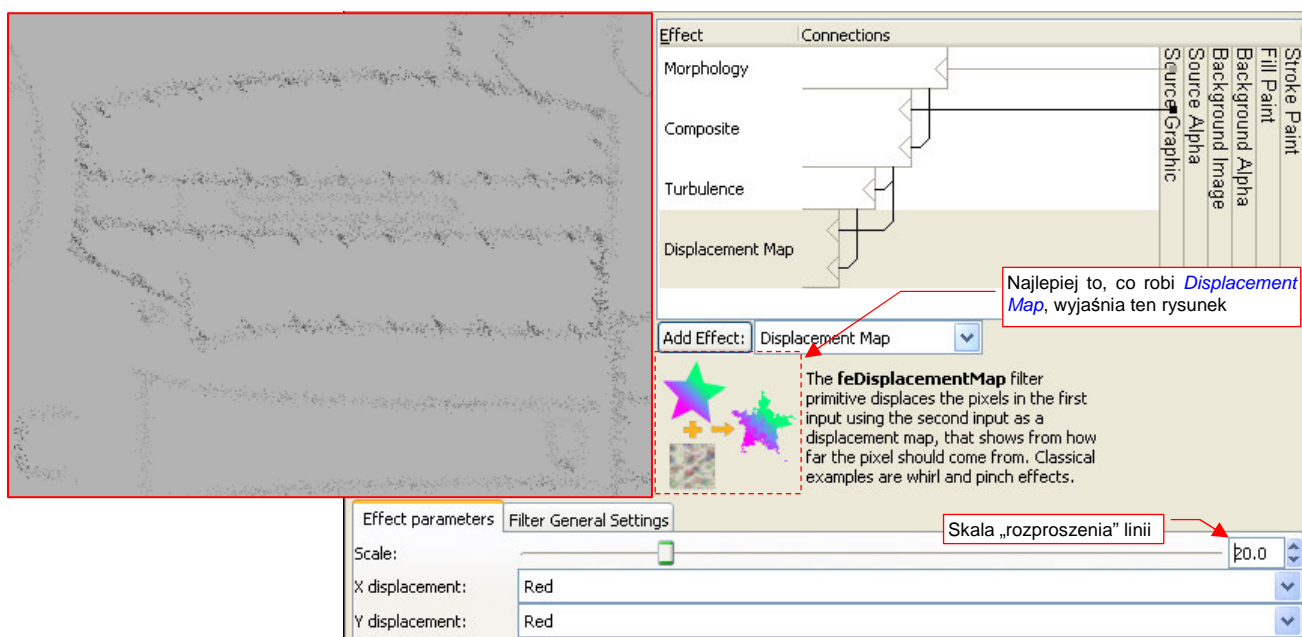 Effect Connections
Morphology
Composite
Turbulence
Displacement Map
Source Graphic
Source Alpha
Background Image
Background Alpha
Fill Paint
Stroke Paint
Najlepiej to, co robi Displacement
Map, wyjaśnia ten rysunek
Add Effect: Displacement Map
The feDisplacementMap filter
primitive displaces the pixels in the first
input using the second input as a
displacement map, that shows from how
far the pixel should come from. Classical
examples are whirl and pinch effects.
Effect parameters Filter General Settings
Skala „rozproszenia” linii
Scale: 20.0
X displacement: Red
Y displacement: Red